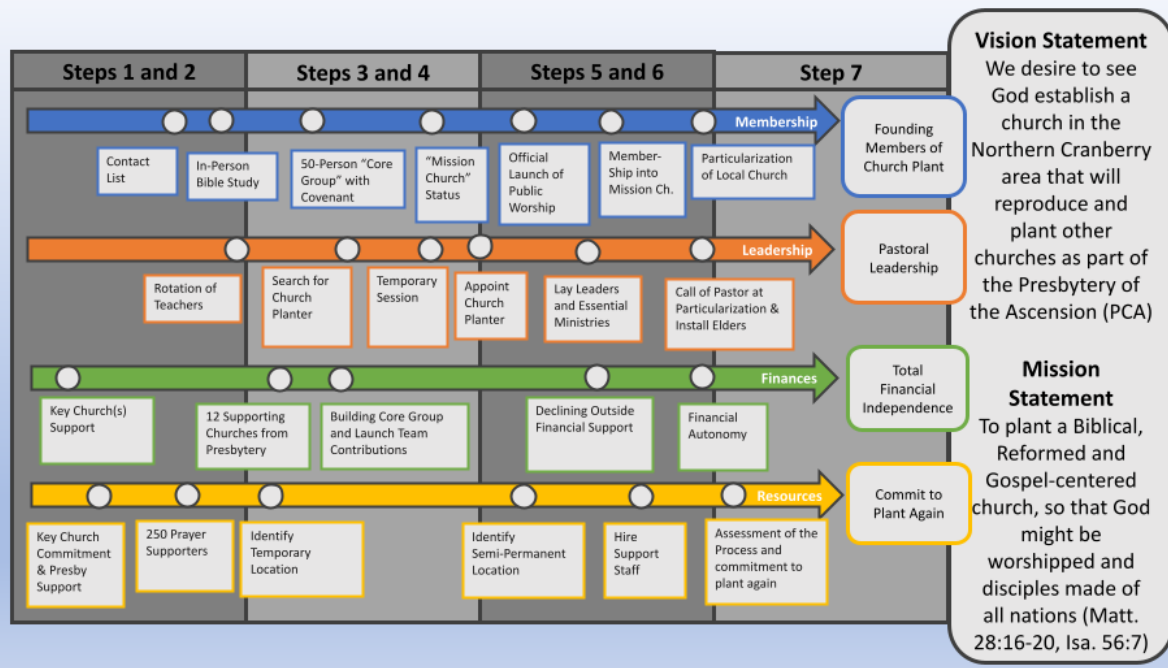 Steps 1 and 2
Steps 3 and 4
Steps 5 and 6
Step 7
Membership
Contact
List
In-Person
Bible Study
50-Person “Core
Group” with
Covenant
“Mission
Church”
Status
Official
Launch of
Public
Worship
Member-
Ship into
Mission Ch.
Particularization
of Local Church
Founding
Members of
Church Plant
Leadership
Rotation of
Teachers
Search for
Church
Planter
Temporary
Session
Appoint
Church
Planter
Lay Leaders
and Essential
Ministries
Call of Pastor at
Particularization &
Install Elders
Pastoral
Leadership
Finances
Key Church(s)
Support
12 Supporting
Churches from
Presbytery
Building Core Group
and Launch Team
Contributions
Declining Outside
Financial Support
Financial
Autonomy
Total
Financial
Independence
Resources
Key Church
Commitment
& Presby
Support
250 Prayer
Supporters
Identify
Temporary
Location
Identify
Semi-Permanent
Location
Hire
Support
Staff
Assessment of the
Process and
commitment to
plant again
Commit to
Plant Again
Vision Statement
We desire to see
God establish a
church in the
Northern Cranberry
area that will
reproduce and
plant other
churches as part of
the Presbytery of
the Ascension (PCA)
Mission
Statement
To plant a Biblical,
Reformed and
Gospel-centered
church, so that God
might be
worshipped and
disciples made of
all nations (Matt.
28:16-20, Isa. 56:7)